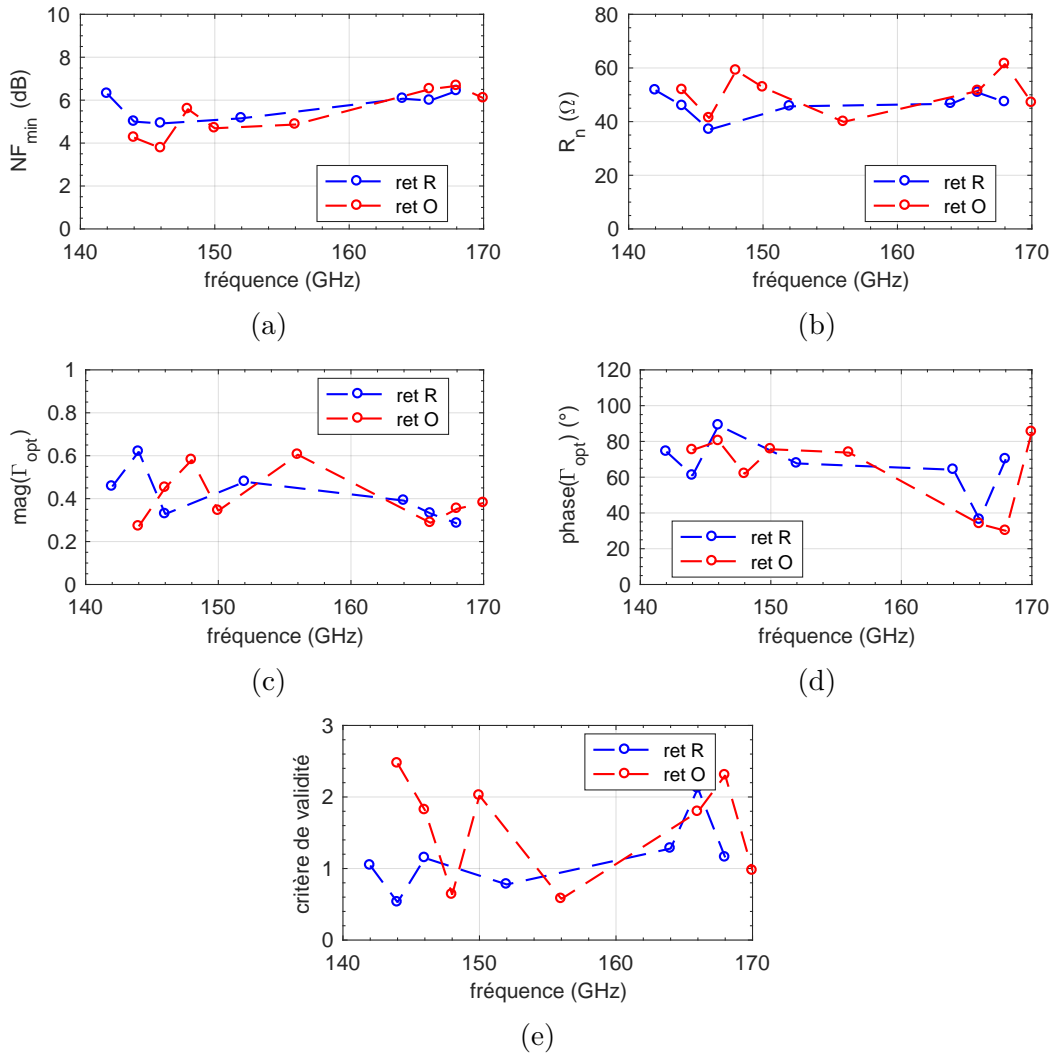 10
8
6
4
2
0
NF_min (dB)
ret R
ret O
140 150 160 170
fréquence (GHz)
(a)
80
60
40
20
0
R_n (Ω)
ret R
ret O
140 150 160 170
fréquence (GHz)
(b)
1
0.8
0.6
0.4
0.2
0
mag(Γ_opt)
ret R
ret O
140 150 160 170
fréquence (GHz)
(c)
120
100
80
60
40
20
0
phase(Γ_opt) (°)
ret R
ret O
140 150 160 170
fréquence (GHz)
(d)
3
2
1
0
critère de validité
ret R
ret O
140 150 160 170
fréquence (GHz)
(e)